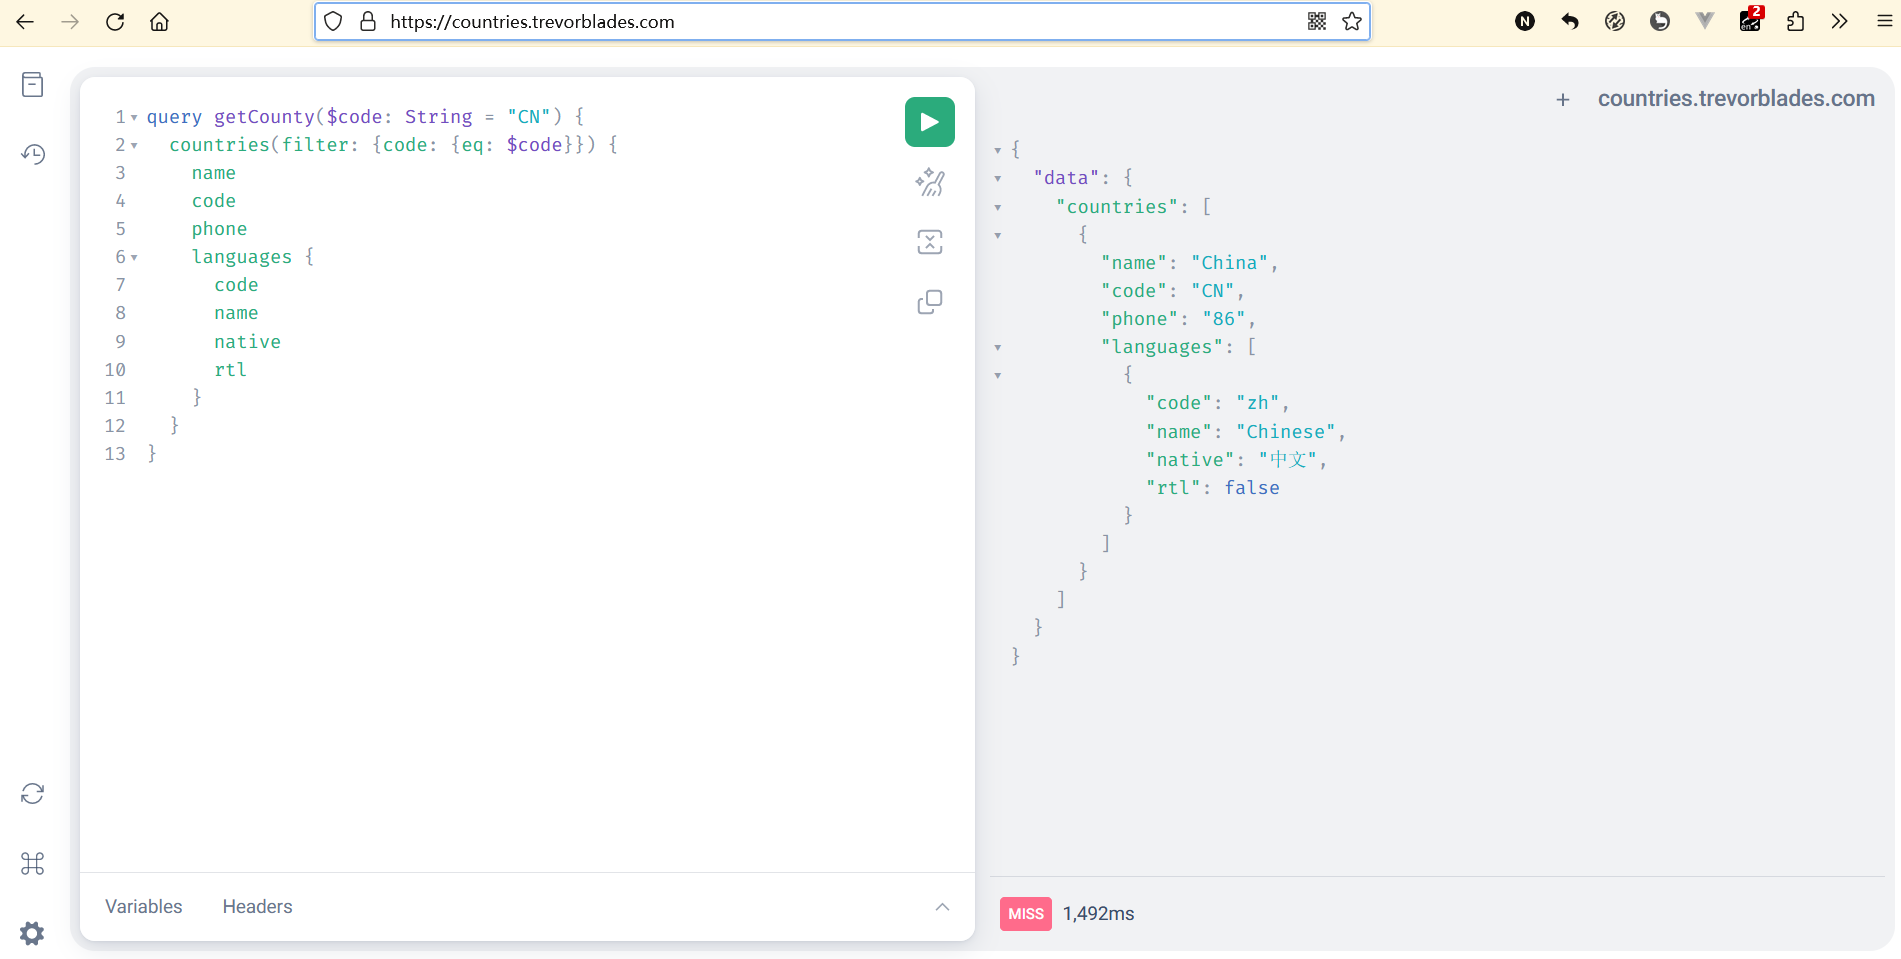 https://countries.trevorblades.com
N
2
en
1 query getCounty($code: String = "CN") {
2 countries(filter: {code: {eq: $code}}) {
3 name
4 code
5 phone
6 languages {
7 code
8 name
9 native
10 rtl
11 }
12 }
13 }
Variables Headers
+ countries.trevorblades.com
{
"data": {
"countries": [
{
"name": "China",
"code": "CN",
"phone": "86",
"languages": [
{
"code": "zh",
"name": "Chinese",
"native": "中文",
"rtl": false
}
]
}
]
}
}
MISS 1,492ms